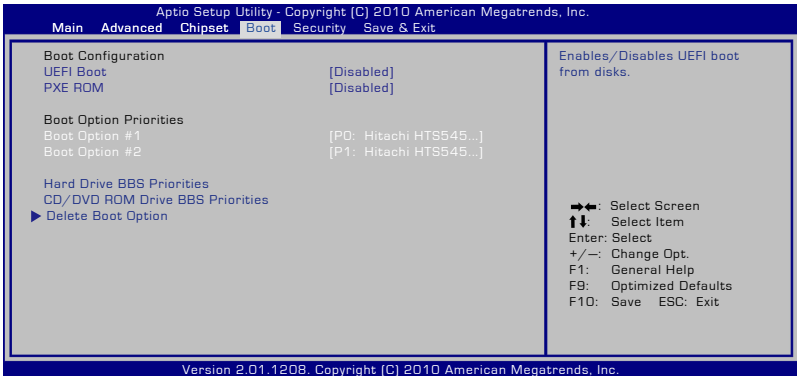 Aptio Setup Utility - Copyright (C) 2010 American Megatrends, Inc.
Main Advanced Chipset Boot Security Save & Exit
Boot Configuration
UEFI Boot [Disabled]
PXE ROM [Disabled]
Boot Option Priorities
Boot Option #1 [P0: Hitachi HTS545...]
Boot Option #2 [P1: Hitachi HTS545...]
Hard Drive BBS Priorities
CD/DVD ROM Drive BBS Priorities
Delete Boot Option
Enables/Disables UEFI boot
from disks.
→←: Select Screen
↑↓: Select Item
Enter: Select
+/—: Change Opt.
F1: General Help
F9: Optimized Defaults
F10: Save ESC: Exit
Version 2.01.1208. Copyright (C) 2010 American Megatrends, Inc.